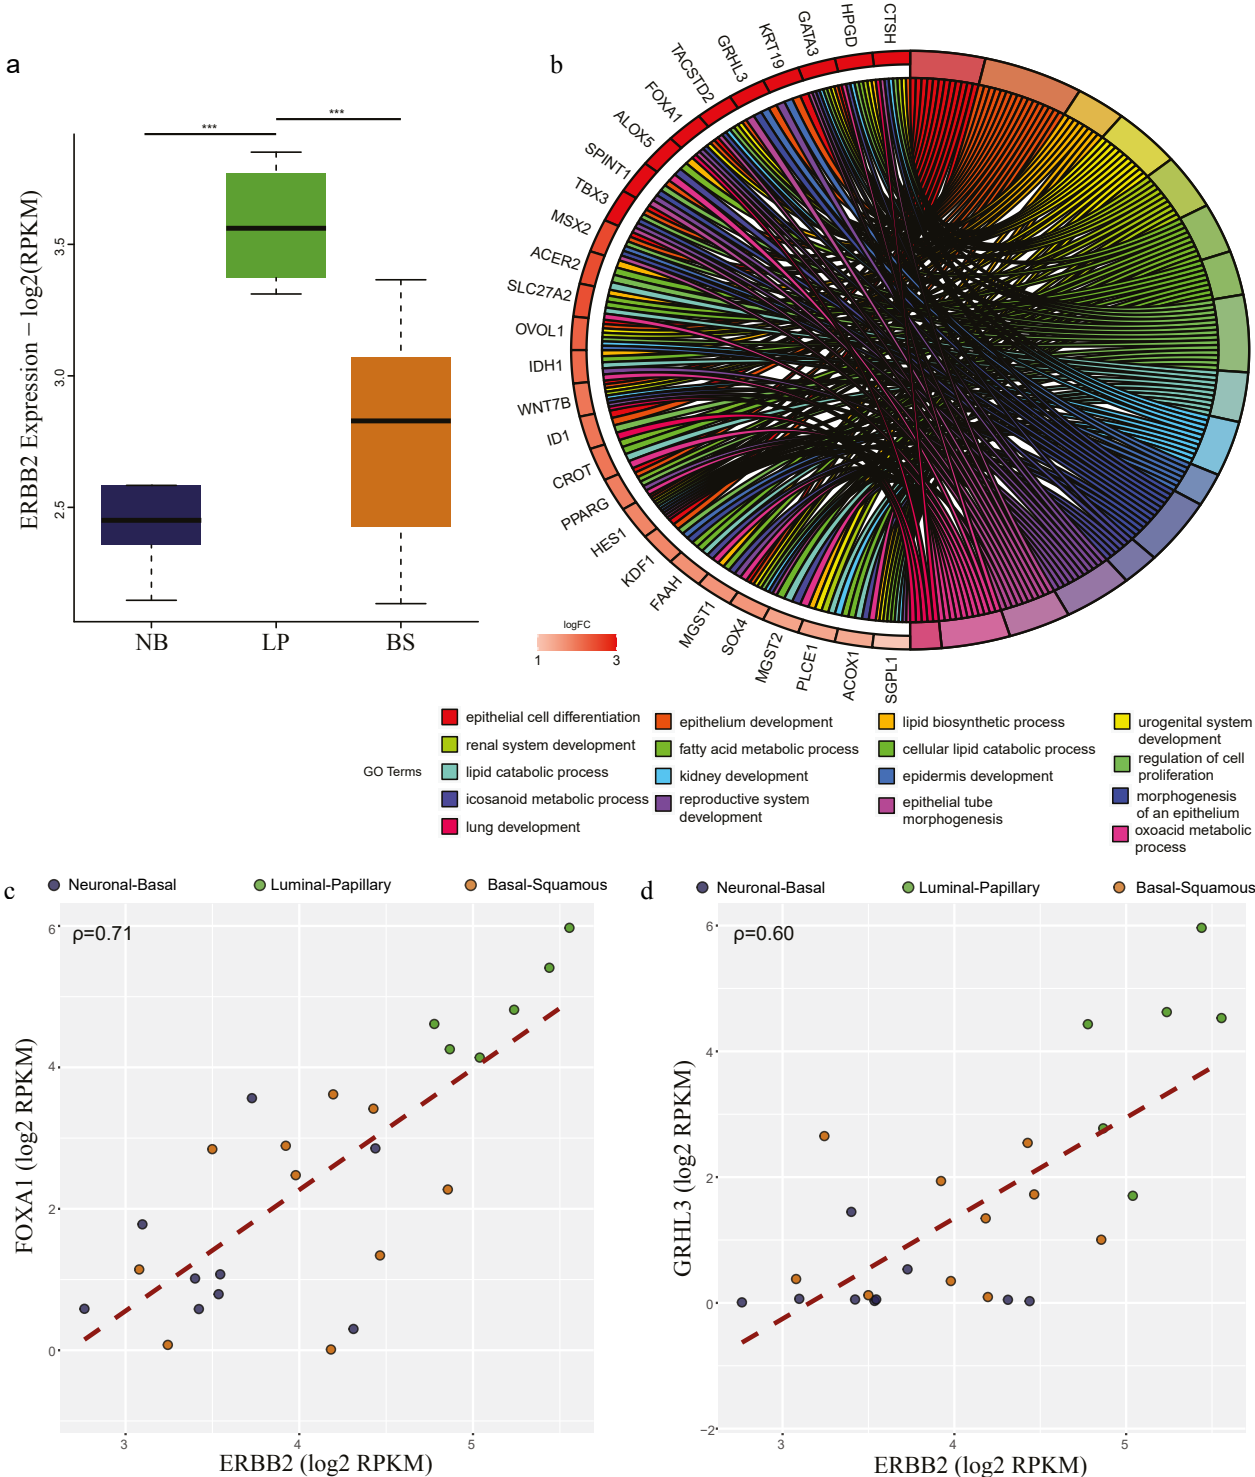 a
ERBB2 Expression − log2(RPKM)
3.5
3.0
2.5
***
***
NB
LP
BS
b
CTSH
HPGD
GATA3
KRT19
GRHL3
TACSTD2
FOXA1
ALOX5
SPINT1
TBX3
MSX2
ACER2
SLC27A2
OVOL1
IDH1
WNT7B
ID1
CROT
PPARG
HES1
KDF1
FAAH
MGST1
SOX4
MGST2
PLCE1
ACOX1
SGPL1
logFC
1
3
GO Terms
epithelial cell differentiation
renal system development
lipid catabolic process
icosanoid metabolic process
lung development
epithelium development
fatty acid metabolic process
kidney development
reproductive system
development
lipid biosynthetic process
cellular lipid catabolic process
epidermis development
epithelial tube
morphogenesis
urogenital system
development
regulation of cell
proliferation
morphogenesis
of an epithelium
oxoacid metabolic
process
c
Neuronal-Basal
Luminal-Papillary
Basal-Squamous
ρ=0.71
FOXA1 (log2 RPKM)
6
4
2
0
3
4
5
ERBB2 (log2 RPKM)
d
Neuronal-Basal
Luminal-Papillary
Basal-Squamous
ρ=0.60
GRHL3 (log2 RPKM)
6
4
2
0
−2
3
4
5
ERBB2 (log2 RPKM)